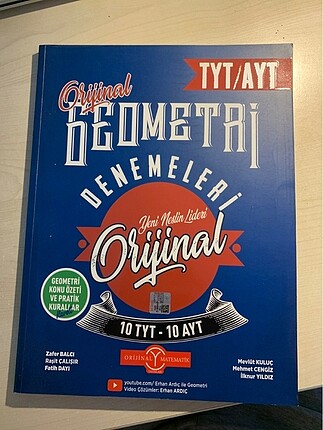 TYT/AYT
Orijinal
GEOMETRİ
DENEMELERİ
Yeni Neslin Lideri
Orijinal
GEOMETRİ
KONU ÖZETİ
VE PRATİK
KURALLAR
10 TYT - 10 AYT
Zafer BALCI
Raşit ÇALIŞIR
Fatih DAYI
ORİJİNAL MATEMATİK
Mevlüt KULUÇ
Mehmet CENGİZ
İlknur YILDIZ
youtube.com/ Erhan Ardıç ile Geometri
Video Çözümler: Erhan ARDIÇ